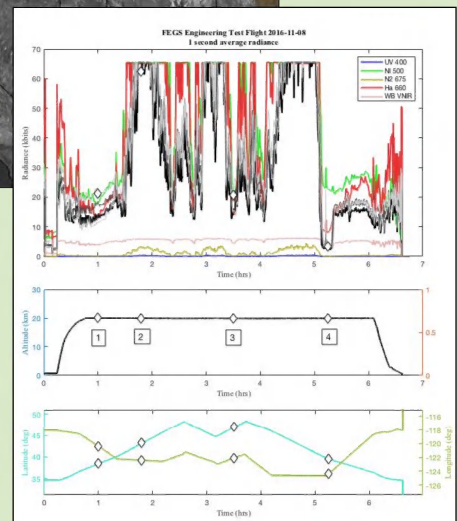 FEGS Engineering Test Flight 2016-11-08
1 second average radiance
70
60
50
40
30
20
10
0
Radiance (kbits)
UV 400
NI 500
N2 675
Ha 660
WB VNIR
0 1 2 3 4 5 6 7
Time (hrs)
30
20
10
0
Altitude (km)
1
0.5
0
1 2 3 4
0 1 2 3 4 5 6 7
Time (hrs)
50
45
40
35
Latitude (deg)
-116
-118
-120
-122
-124
-126
Longitude (deg)
0 1 2 3 4 5 6 7
Time (hrs)